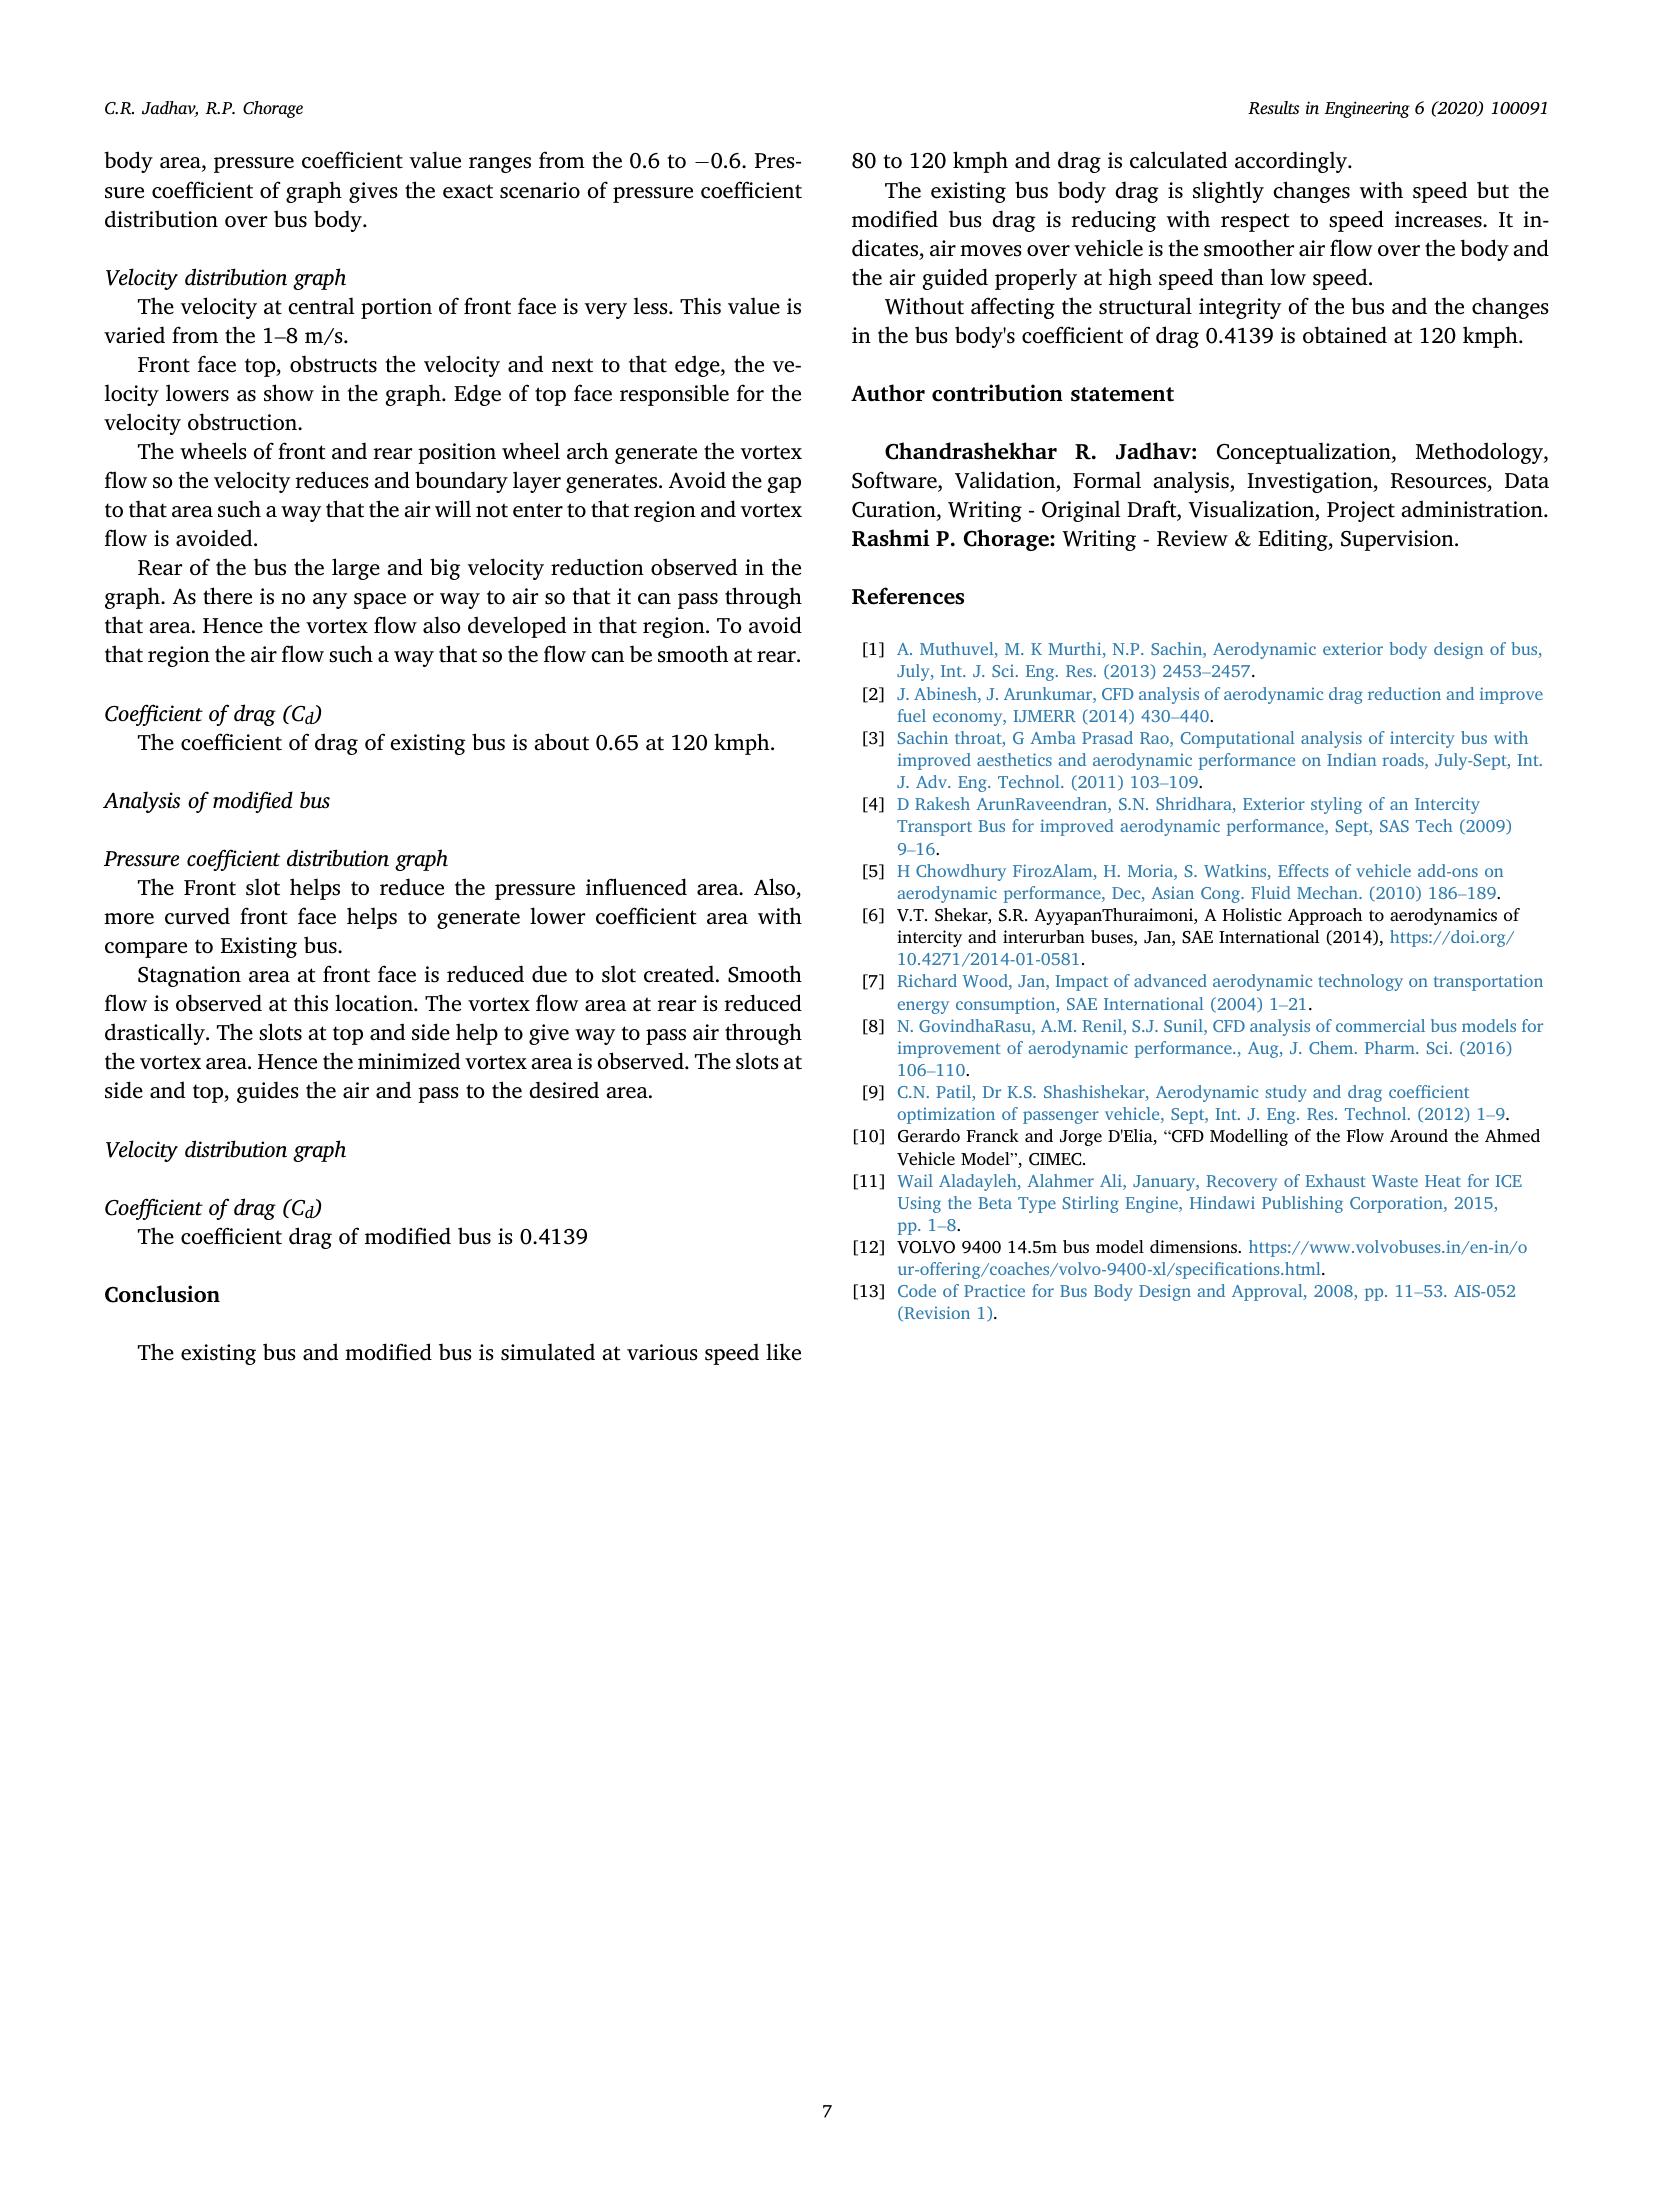 C.R. Jadhav, R.P. Chorage
Results in Engineering 6 (2020) 100091
body area, pressure coefficient value ranges from the 0.6 to −0.6. Pres-
sure coefficient of graph gives the exact scenario of pressure coefficient
distribution over bus body.
Velocity distribution graph
The velocity at central portion of front face is very less. This value is
varied from the 1–8 m/s.
Front face top, obstructs the velocity and next to that edge, the ve-
locity lowers as show in the graph. Edge of top face responsible for the
velocity obstruction.
The wheels of front and rear position wheel arch generate the vortex
flow so the velocity reduces and boundary layer generates. Avoid the gap
to that area such a way that the air will not enter to that region and vortex
flow is avoided.
Rear of the bus the large and big velocity reduction observed in the
graph. As there is no any space or way to air so that it can pass through
that area. Hence the vortex flow also developed in that region. To avoid
that region the air flow such a way that so the flow can be smooth at rear.
Coefficient of drag (Cd)
The coefficient of drag of existing bus is about 0.65 at 120 kmph.
Analysis of modified bus
Pressure coefficient distribution graph
The Front slot helps to reduce the pressure influenced area. Also,
more curved front face helps to generate lower coefficient area with
compare to Existing bus.
Stagnation area at front face is reduced due to slot created. Smooth
flow is observed at this location. The vortex flow area at rear is reduced
drastically. The slots at top and side help to give way to pass air through
the vortex area. Hence the minimized vortex area is observed. The slots at
side and top, guides the air and pass to the desired area.
Velocity distribution graph
Coefficient of drag (Cd)
The coefficient drag of modified bus is 0.4139
Conclusion
The existing bus and modified bus is simulated at various speed like
80 to 120 kmph and drag is calculated accordingly.
The existing bus body drag is slightly changes with speed but the
modified bus drag is reducing with respect to speed increases. It in-
dicates, air moves over vehicle is the smoother air flow over the body and
the air guided properly at high speed than low speed.
Without affecting the structural integrity of the bus and the changes
in the bus body's coefficient of drag 0.4139 is obtained at 120 kmph.
Author contribution statement
Chandrashekhar R. Jadhav: Conceptualization, Methodology,
Software, Validation, Formal analysis, Investigation, Resources, Data
Curation, Writing - Original Draft, Visualization, Project administration.
Rashmi P. Chorage: Writing - Review & Editing, Supervision.
References
[1] A. Muthuvel, M. K Murthi, N.P. Sachin, Aerodynamic exterior body design of bus,
July, Int. J. Sci. Eng. Res. (2013) 2453–2457.
[2] J. Abinesh, J. Arunkumar, CFD analysis of aerodynamic drag reduction and improve
fuel economy, IJMERR (2014) 430–440.
[3] Sachin throat, G Amba Prasad Rao, Computational analysis of intercity bus with
improved aesthetics and aerodynamic performance on Indian roads, July-Sept, Int.
J. Adv. Eng. Technol. (2011) 103–109.
[4] D Rakesh ArunRaveendran, S.N. Shridhara, Exterior styling of an Intercity
Transport Bus for improved aerodynamic performance, Sept, SAS Tech (2009)
9–16.
[5] H Chowdhury FirozAlam, H. Moria, S. Watkins, Effects of vehicle add-ons on
aerodynamic performance, Dec, Asian Cong. Fluid Mechan. (2010) 186–189.
[6] V.T. Shekar, S.R. AyyapanThuraimoni, A Holistic Approach to aerodynamics of
intercity and interurban buses, Jan, SAE International (2014), https://doi.org/
10.4271/2014-01-0581.
[7] Richard Wood, Jan, Impact of advanced aerodynamic technology on transportation
energy consumption, SAE International (2004) 1–21.
[8] N. GovindhaRasu, A.M. Renil, S.J. Sunil, CFD analysis of commercial bus models for
improvement of aerodynamic performance., Aug, J. Chem. Pharm. Sci. (2016)
106–110.
[9] C.N. Patil, Dr K.S. Shashishekar, Aerodynamic study and drag coefficient
optimization of passenger vehicle, Sept, Int. J. Eng. Res. Technol. (2012) 1–9.
[10] Gerardo Franck and Jorge D'Elia, “CFD Modelling of the Flow Around the Ahmed
Vehicle Model”, CIMEC.
[11] Wail Aladayleh, Alahmer Ali, January, Recovery of Exhaust Waste Heat for ICE
Using the Beta Type Stirling Engine, Hindawi Publishing Corporation, 2015,
pp. 1–8.
[12] VOLVO 9400 14.5m bus model dimensions. https://www.volvobuses.in/en-in/o
ur-offering/coaches/volvo-9400-xl/specifications.html.
[13] Code of Practice for Bus Body Design and Approval, 2008, pp. 11–53. AIS-052
(Revision 1).
7